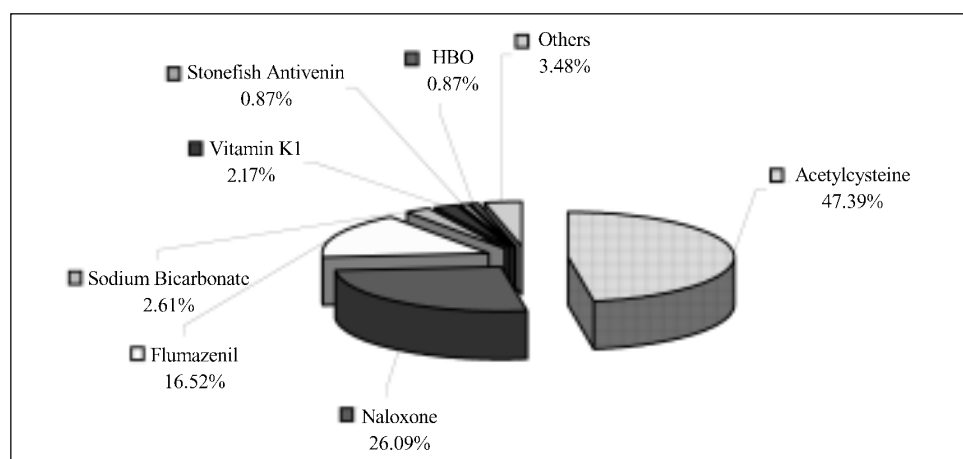 Others
3.48%
HBO
0.87%
Stonefish Antivenin
0.87%
Vitamin K1
2.17%
Acetylcysteine
47.39%
Sodium Bicarbonate
2.61%
Flumazenil
16.52%
Naloxone
26.09%